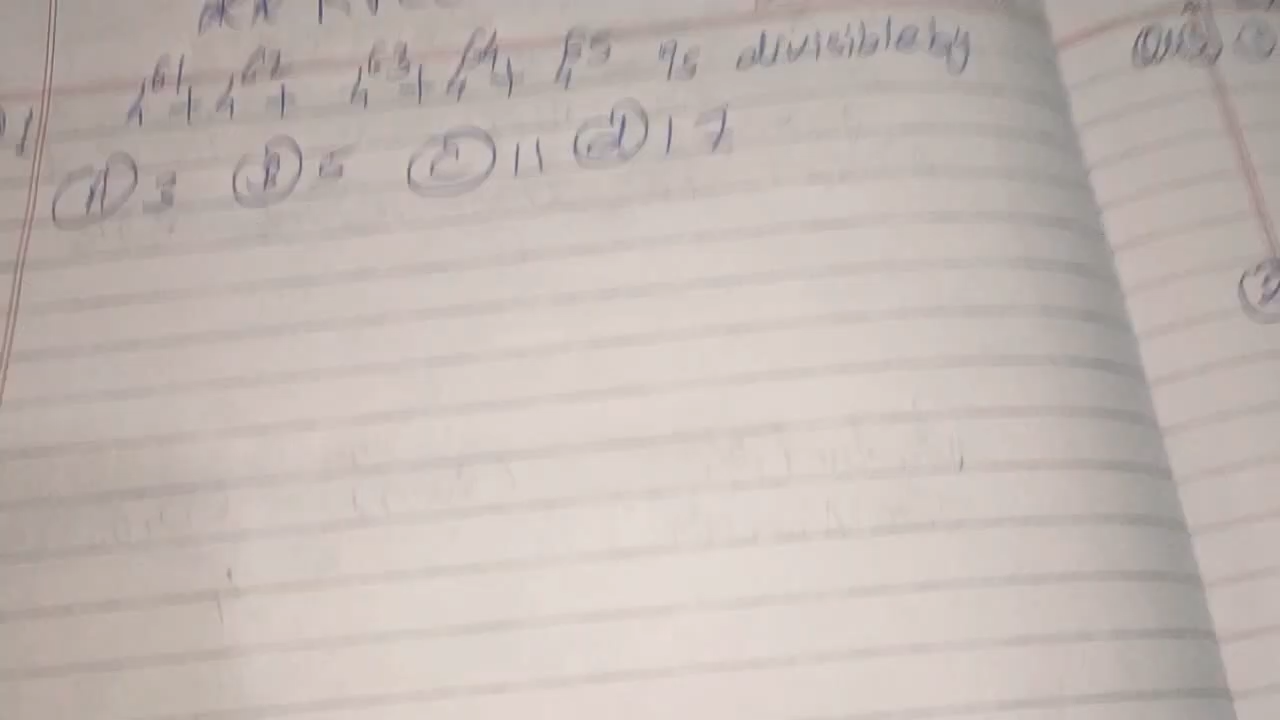 4^61 + 4^62 + 4^63 + 4^64 + 4^65 is divisible by
(A) 3 (B) 5 (C) 11 (D) 17